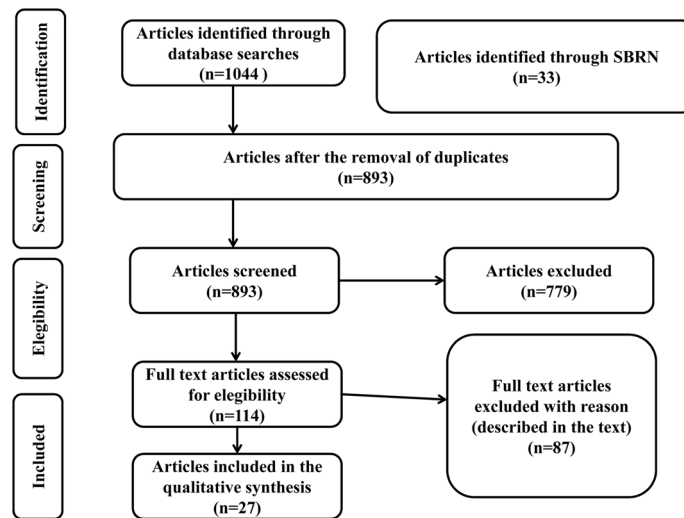 Identification
Articles identified through
database searches
(n=1044 )
Articles identified through SBRN
(n=33)
Screening
Articles after the removal of duplicates
(n=893)
Elegibility
Articles screened
(n=893)
Articles excluded
(n=779)
Full text articles assessed
for elegibility
(n=114)
Full text articles
excluded with reason
(described in the text)
(n=87)
Included
Articles included in the
qualitative synthesis
(n=27)